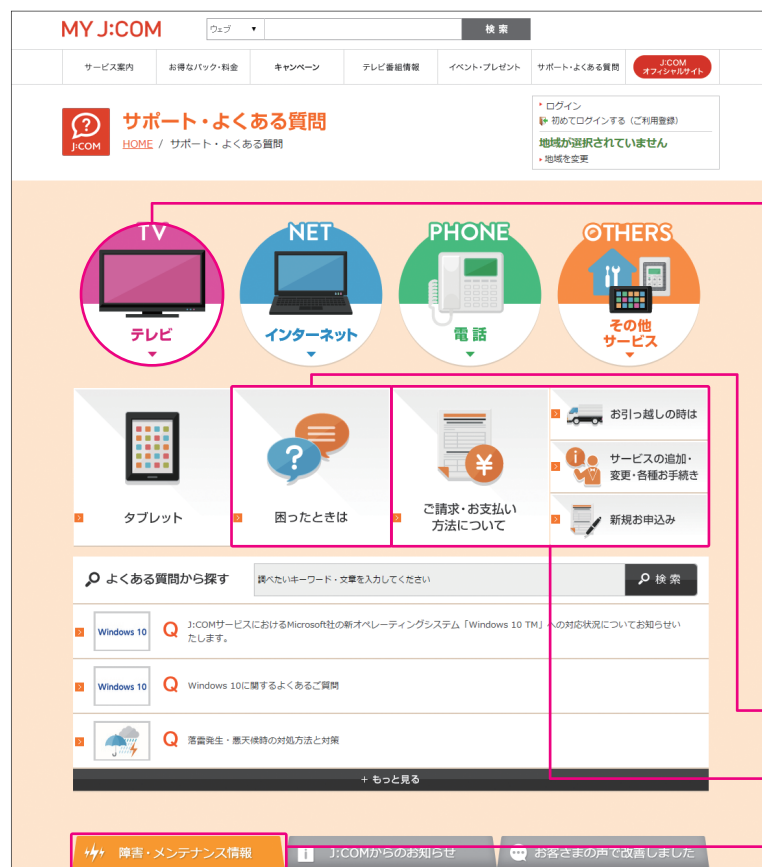 MY J:COM
ウェブ ▼
検索
サービス案内 お得なパック・料金 キャンペーン テレビ番組情報 イベント・プレゼント サポート・よくある質問
J:COM
オフィシャルサイト
?
J:COM
サポート・よくある質問
HOME / サポート・よくある質問
ログイン
初めてログインする（ご利用登録）
地域が選択されていません
地域を変更
TV
テレビ
NET
インターネット
PHONE
電話
OTHERS
その他
サービス
タブレット
?
困ったときは
¥
ご請求・お支払い
方法について
お引っ越しの時は
i
サービスの追加・
変更・各種お手続き
新規お申込み
よくある質問から探す
調べたいキーワード・文章を入力してください
検索
Windows 10
Q
J:COMサービスにおけるMicrosoft社の新オペレーティングシステム「Windows 10 TM」への対応状況についてお知らせい
たします。
Windows 10
Q
Windows 10に関するよくあるご質問
Q
落雷発生・悪天候時の対処方法と対策
+ もっと見る
障害・メンテナンス情報
i
J:COMからのお知らせ
お客さまの声で改善しました